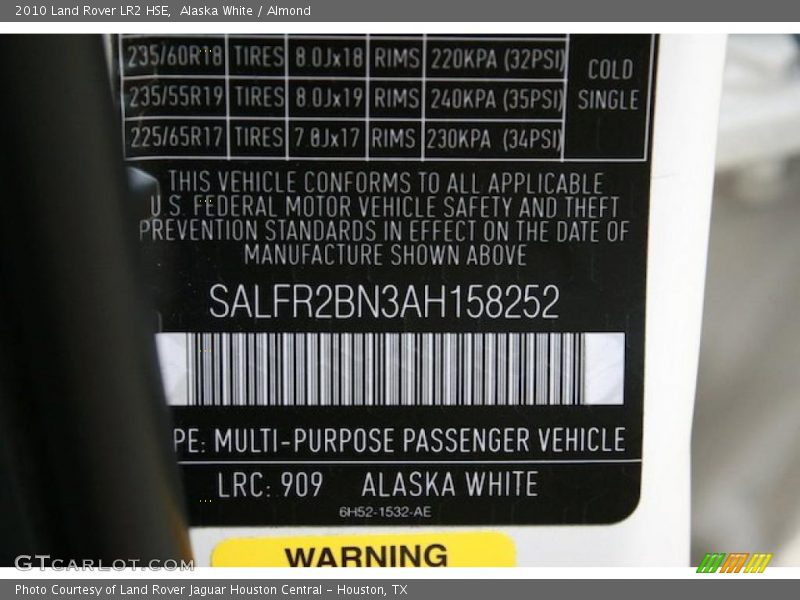 2010 Land Rover LR2 HSE, Alaska White / Almond
235/60R18 TIRES 8.0Jx18 RIMS 220KPA (32PSI)
235/55R19 TIRES 8.0Jx19 RIMS 240KPA (35PSI)
225/65R17 TIRES 7.0Jx17 RIMS 230KPA (34PSI)
COLD
SINGLE
THIS VEHICLE CONFORMS TO ALL APPLICABLE
U.S. FEDERAL MOTOR VEHICLE SAFETY AND THEFT
PREVENTION STANDARDS IN EFFECT ON THE DATE OF
MANUFACTURE SHOWN ABOVE
SALFR2BN3AH158252
PE: MULTI-PURPOSE PASSENGER VEHICLE
LRC: 909 ALASKA WHITE
6H52-1532-AE
WARNING
GTCARLOT.COM
Photo Courtesy of Land Rover Jaguar Houston Central - Houston, TX